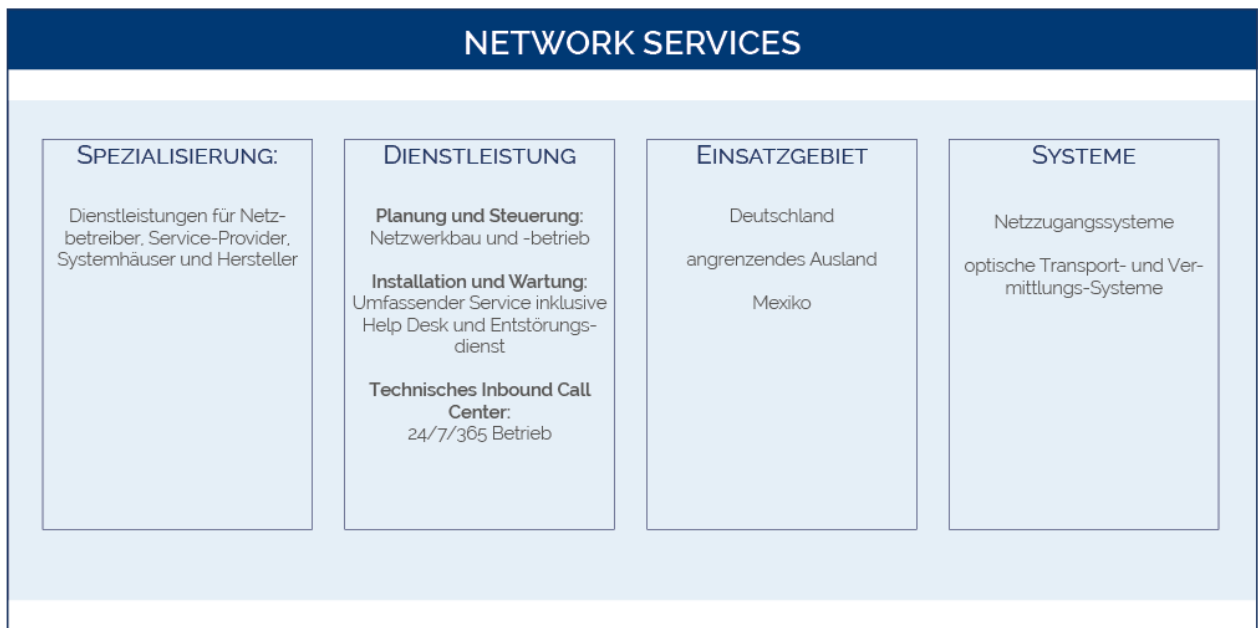 NETWORK SERVICES
SPEZIALISIERUNG:
Dienstleistungen für Netz-
betreiber, Service-Provider,
Systemhäuser und Hersteller
DIENSTLEISTUNG
Planung und Steuerung:
Netzwerkbau und -betrieb
Installation und Wartung:
Umfassender Service inklusive
Help Desk und Entstörungs-
dienst
Technisches Inbound Call
Center:
24/7/365 Betrieb
EINSATZGEBIET
Deutschland
angrenzendes Ausland
Mexiko
SYSTEME
Netzzugangssysteme
optische Transport- und Ver-
mittlungs-Systeme